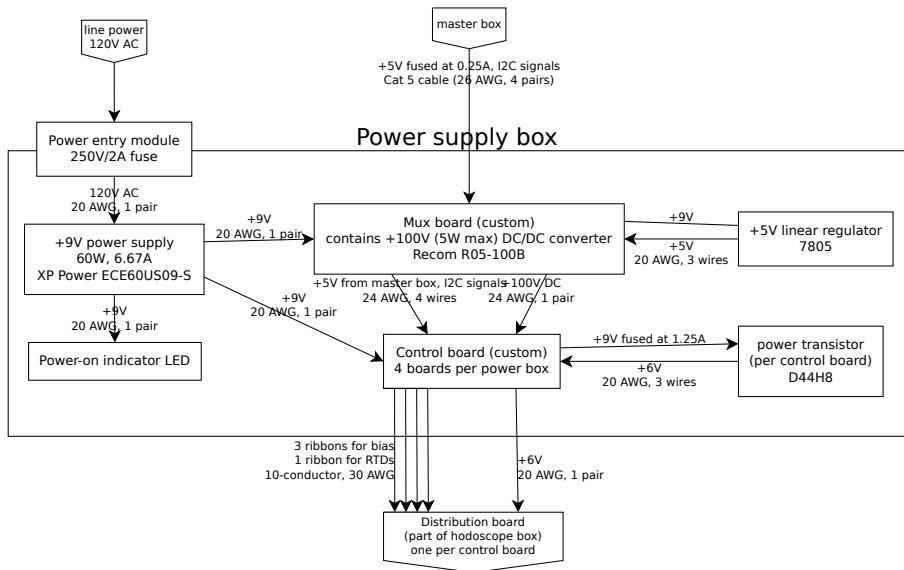 line power
120V AC
master box
+5V fused at 0.25A, I2C signals
Cat 5 cable (26 AWG, 4 pairs)
Power supply box
Power entry module
250V/2A fuse
120V AC
20 AWG, 1 pair
+9V power supply
60W, 6.67A
XP Power ECE60US09-S
+9V
20 AWG, 1 pair
Mux board (custom)
contains +100V (5W max) DC/DC converter
Recom R05-100B
+9V
+5V
20 AWG, 3 wires
+5V linear regulator
7805
+9V
20 AWG, 1 pair
Power-on indicator LED
+9V
20 AWG, 1 pair
+5V from master box, I2C signals
24 AWG, 4 wires
+100V DC
24 AWG, 1 pair
Control board (custom)
4 boards per power box
+9V fused at 1.25A
+6V
20 AWG, 3 wires
power transistor
(per control board)
D44H8
3 ribbons for bias
1 ribbon for RTDs
10-conductor, 30 AWG
+6V
20 AWG, 1 pair
Distribution board
(part of hodoscope box)
one per control board